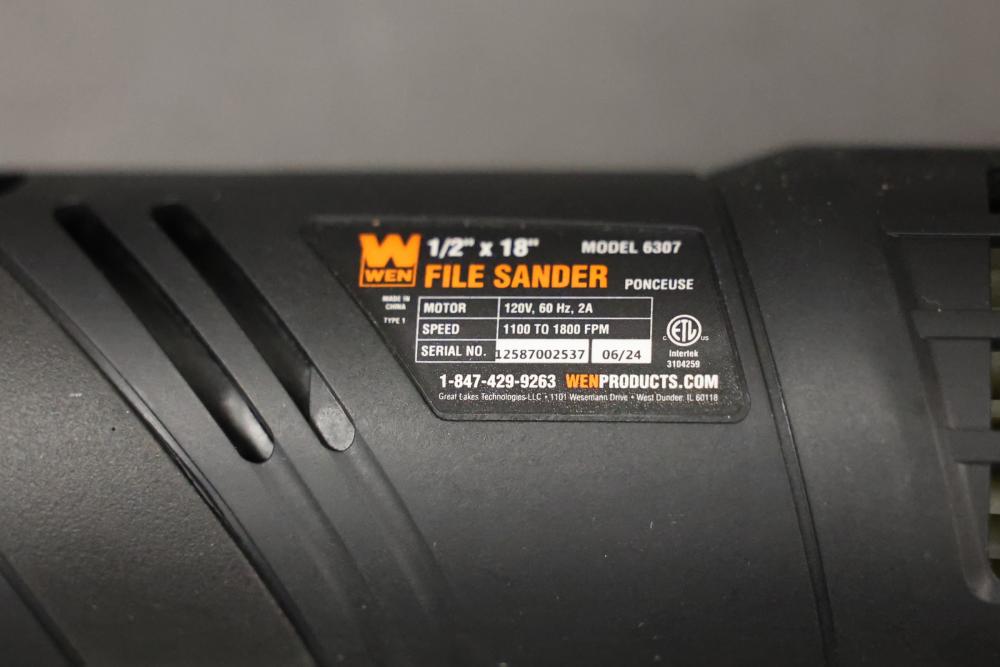 WEN
1/2" x 18" MODEL 6307
FILE SANDER PONCEUSE
MADE IN
CHINA
TYPE 1
MOTOR 120V, 60 Hz, 2A
SPEED 1100 TO 1800 FPM
SERIAL NO. 12587002537 06/24
C ETL US
Intertek
3104259
1-847-429-9263 WENPRODUCTS.COM
Great Lakes Technologies LLC • 1101 Wesemann Drive • West Dundee, IL 60118